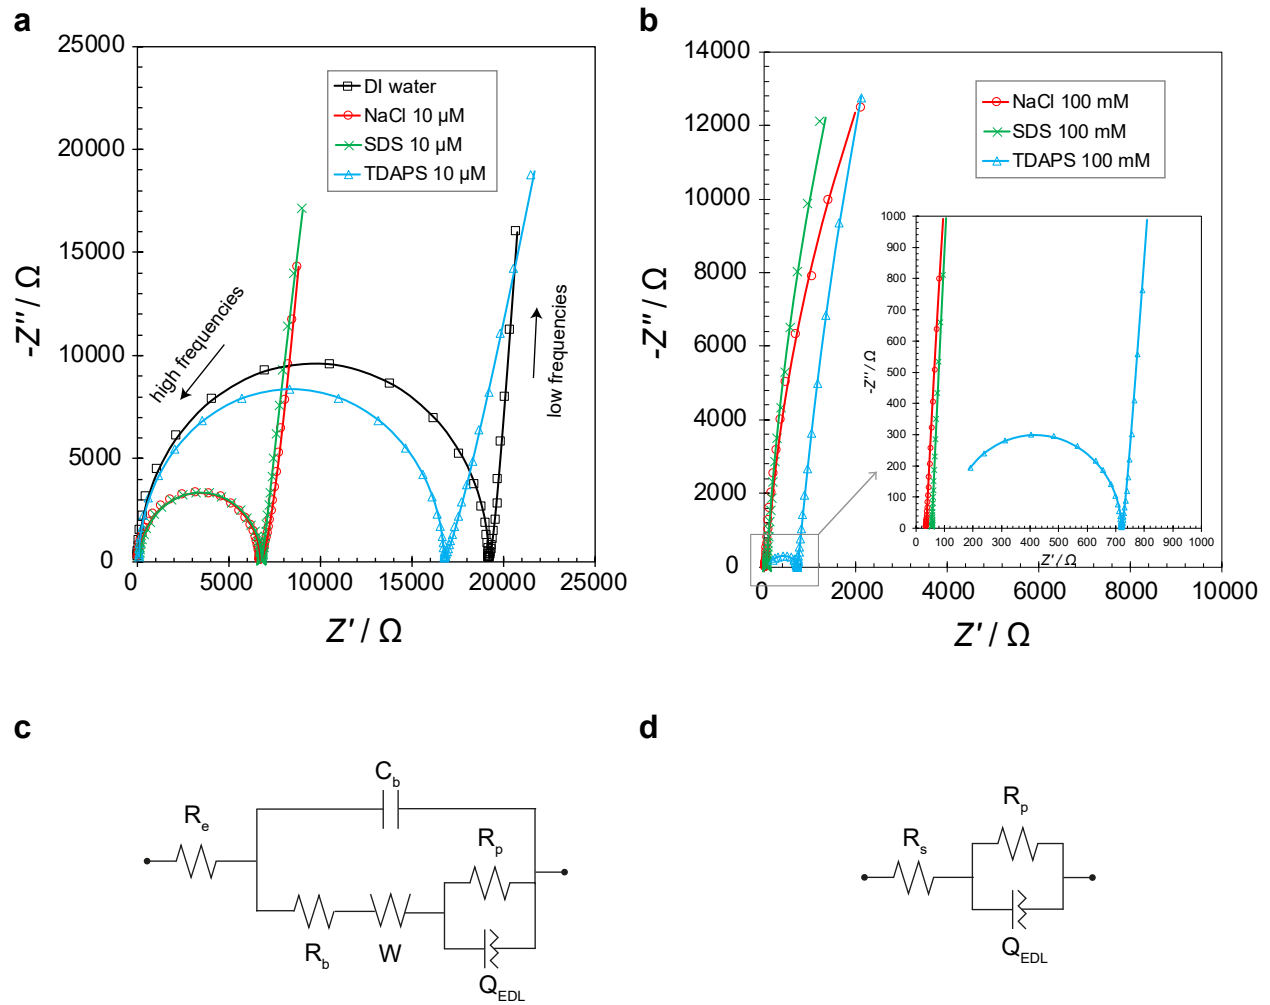 a
25000
20000
15000
10000
5000
0
-Z″/ Ω
DI water
NaCl 10 µM
SDS 10 µM
TDAPS 10 µM
high frequencies
low frequencies
0
5000
10000
15000
20000
25000
Z′ / Ω
b
14000
12000
10000
8000
6000
4000
2000
0
-Z″ / Ω
NaCl 100 mM
SDS 100 mM
TDAPS 100 mM
1000
900
800
700
600
500
400
300
200
100
0
-Z″ / Ω
0 100 200 300 400 500 600 700 800 900 1000
Z′ / Ω
0
2000
4000
6000
8000
10000
Z′ / Ω
c
Cb
Re
Rp
Rb
W
QEDL
d
Rp
Rs
QEDL